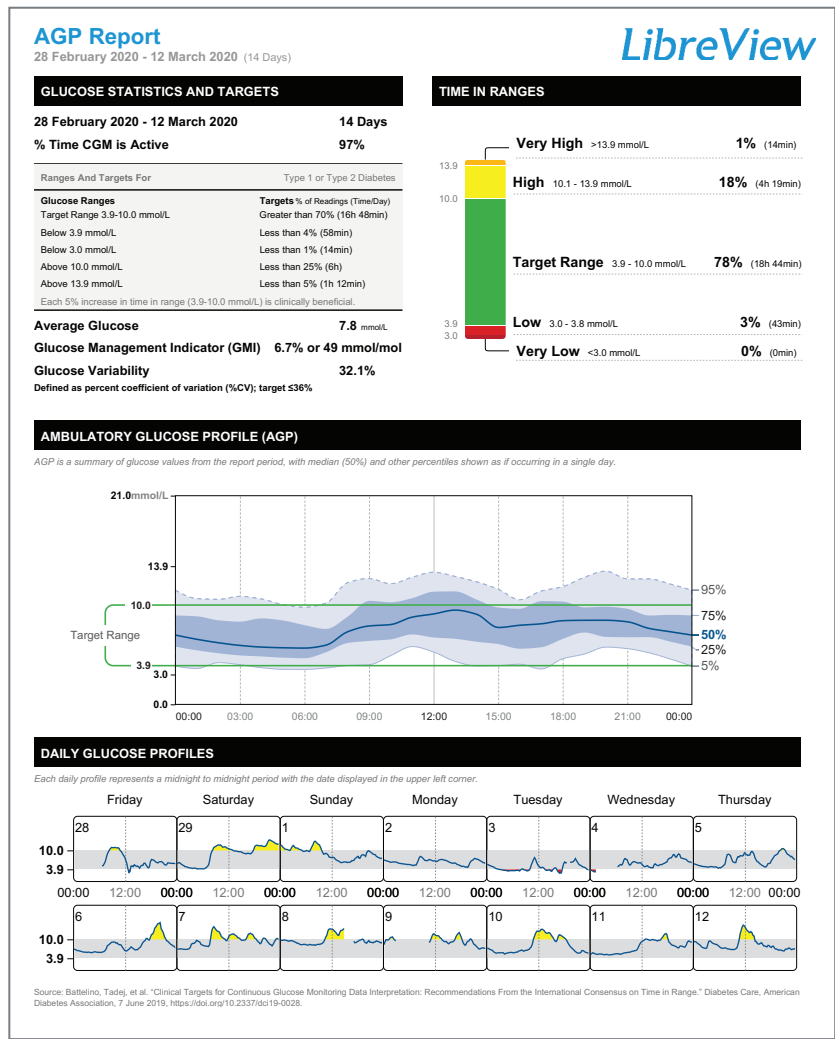 AGP Report
LibreView
28 February 2020 - 12 March 2020 (14 Days)
GLUCOSE STATISTICS AND TARGETS
28 February 2020 - 12 March 2020 14 Days
% Time CGM is Active 97%
Ranges And Targets For Type 1 or Type 2 Diabetes
Glucose Ranges Targets % of Readings (Time/Day)
Target Range 3.9-10.0 mmol/L Greater than 70% (16h 48min)
Below 3.9 mmol/L Less than 4% (58min)
Below 3.0 mmol/L Less than 1% (14min)
Above 10.0 mmol/L Less than 25% (6h)
Above 13.9 mmol/L Less than 5% (1h 12min)
Each 5% increase in time in range (3.9-10.0 mmol/L) is clinically beneficial.
Average Glucose 7.8 mmol/L
Glucose Management Indicator (GMI) 6.7% or 49 mmol/mol
Glucose Variability 32.1%
Defined as percent coefficient of variation (%CV); target ≤36%
TIME IN RANGES
Very High >13.9 mmol/L 1% (14min)
13.9
High 10.1 - 13.9 mmol/L 18% (4h 19min)
10.0
Target Range 3.9 - 10.0 mmol/L 78% (18h 44min)
Low 3.0 - 3.8 mmol/L 3% (43min)
3.9
3.0
Very Low <3.0 mmol/L 0% (0min)
AMBULATORY GLUCOSE PROFILE (AGP)
AGP is a summary of glucose values from the report period, with median (50%) and other percentiles shown as if occurring in a single day.
21.0mmol/L
13.9
95%
10.0
75%
Target Range 50%
25%
3.9 5%
3.0
0.0
00:00 03:00 06:00 09:00 12:00 15:00 18:00 21:00 00:00
DAILY GLUCOSE PROFILES
Each daily profile represents a midnight to midnight period with the date displayed in the upper left corner.
Friday Saturday Sunday Monday Tuesday Wednesday Thursday
28 29 1 2 3 4 5
10.0
3.9
00:00 12:00 00:00 12:00 00:00 12:00 00:00 12:00 00:00 12:00 00:00 12:00 00:00 12:00 00:00
6 7 8 9 10 11 12
10.0
3.9
Source: Battelino, Tadej, et al. "Clinical Targets for Continuous Glucose Monitoring Data Interpretation: Recommendations From the International Consensus on Time in Range." Diabetes Care, American
Diabetes Association, 7 June 2019, https://doi.org/10.2337/dci19-0028.